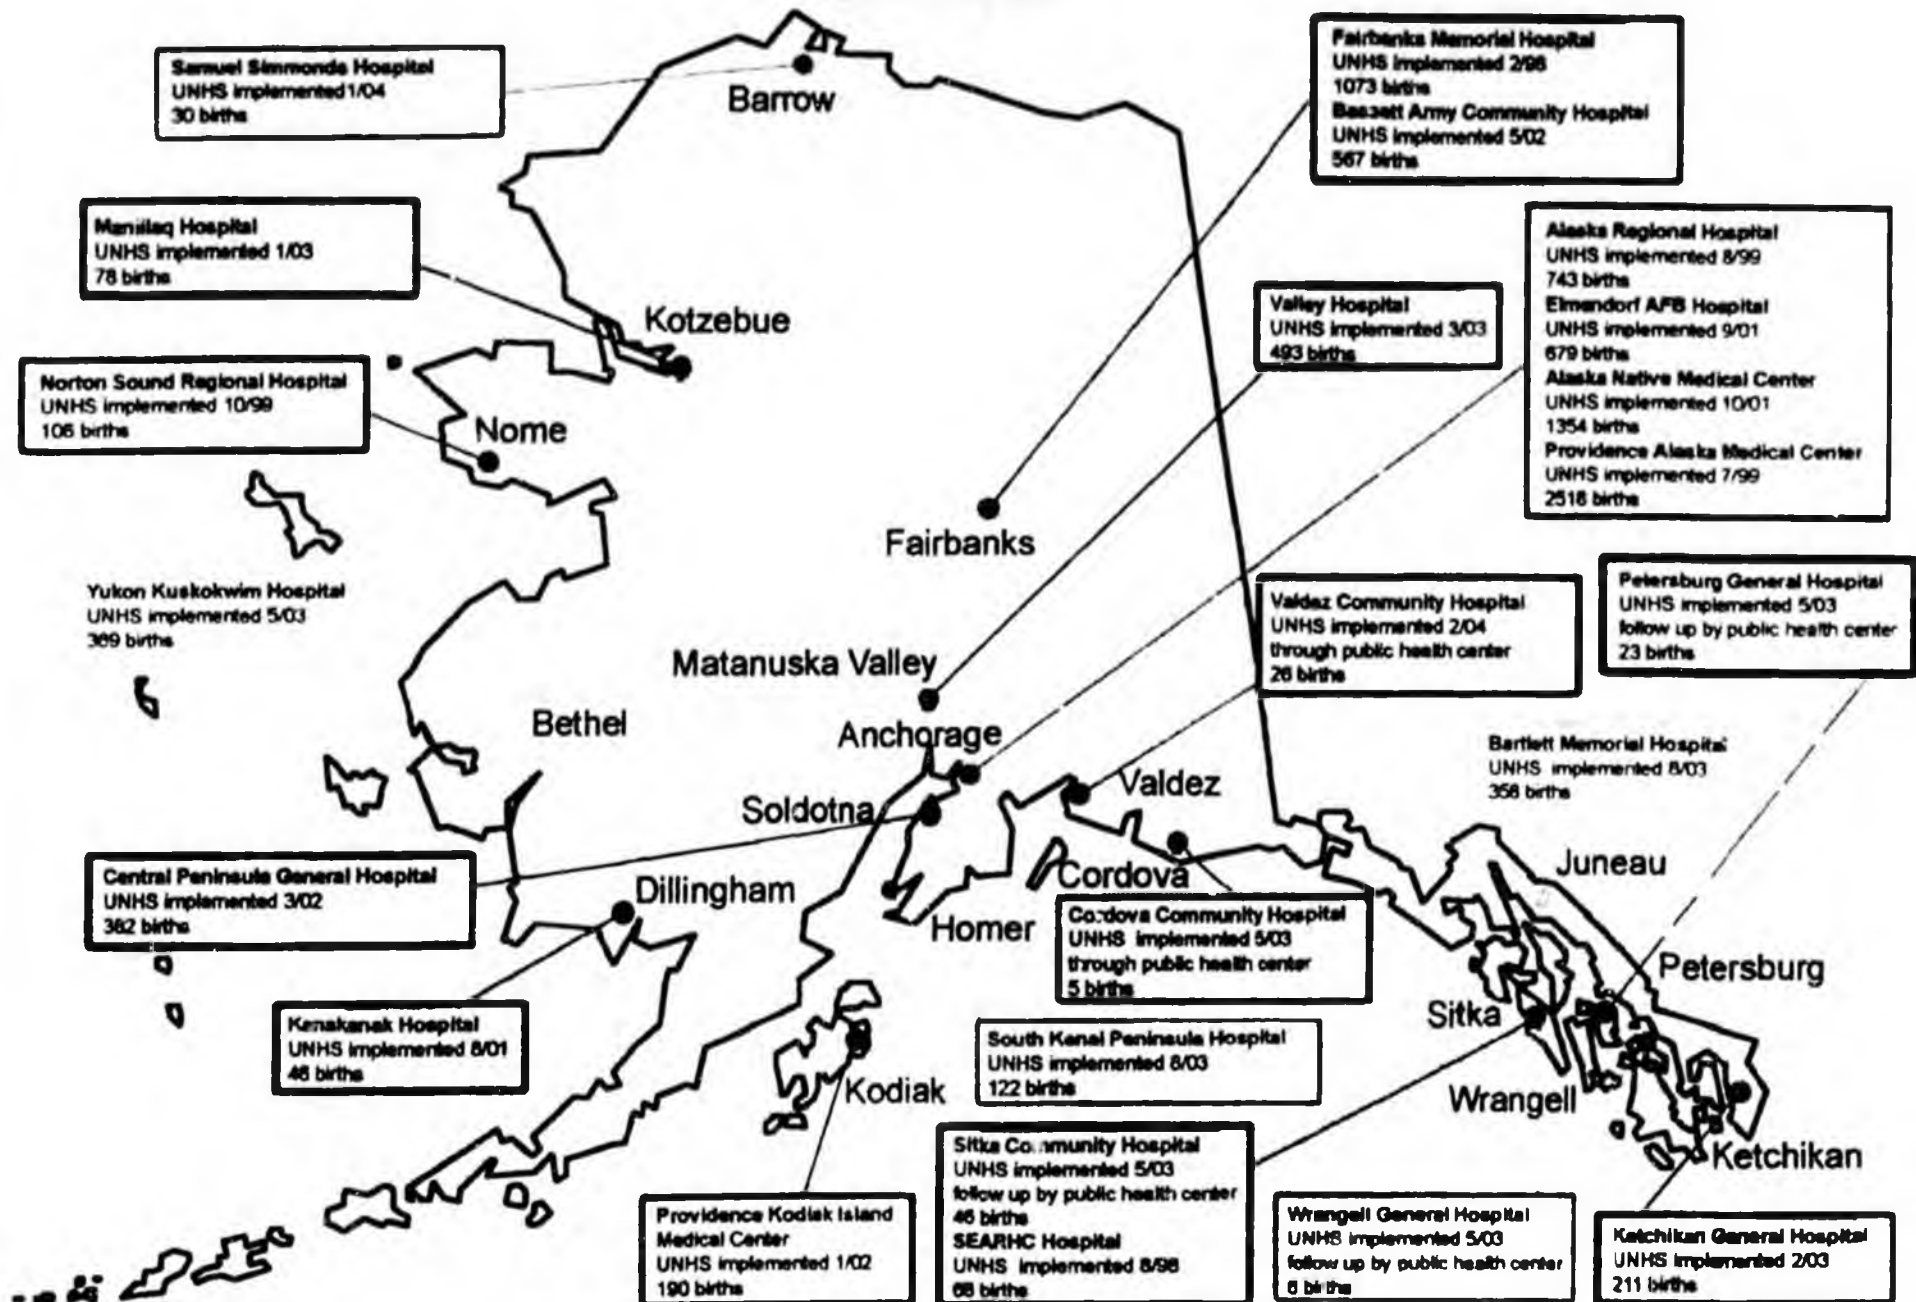 Samuel Simmonds Hospital
UNHS implemented 1/04
30 births
Barrow
Fairbanks Memorial Hospital
UNHS implemented 2/98
1073 births
Bassett Army Community Hospital
UNHS implemented 5/02
567 births
Maniilaq Hospital
UNHS implemented 1/03
78 births
Kotzebue
Alaska Regional Hospital
UNHS implemented 8/99
743 births
Elmendorf AFB Hospital
UNHS implemented 9/01
679 births
Alaska Native Medical Center
UNHS implemented 10/01
1354 births
Providence Alaska Medical Center
UNHS implemented 7/99
2518 births
Valley Hospital
UNHS implemented 3/03
493 births
Norton Sound Regional Hospital
UNHS implemented 10/99
106 births
Nome
Fairbanks
Yukon Kuskokwim Hospital
UNHS implemented 5/03
389 births
Valdez Community Hospital
UNHS implemented 2/04
through public health center
26 births
Petersburg General Hospital
UNHS implemented 5/03
follow up by public health center
23 births
Matanuska Valley
Bethel
Anchorage
Bartlett Memorial Hospital
UNHS implemented 8/03
358 births
Soldotna
Valdez
Juneau
Central Peninsula General Hospital
UNHS implemented 3/02
382 births
Dillingham
Cordova
Homer
Cordova Community Hospital
UNHS implemented 5/03
through public health center
5 births
Petersburg
Sitka
Kanakanak Hospital
UNHS implemented 8/01
46 births
South Kenai Peninsula Hospital
UNHS implemented 8/03
122 births
Kodiak
Wrangell
Ketchikan
Sitka Community Hospital
UNHS implemented 5/03
follow up by public health center
46 births
SEARHC Hospital
UNHS implemented 8/98
68 births
Providence Kodiak Island
Medical Center
UNHS implemented 1/02
190 births
Wrangell General Hospital
UNHS implemented 5/03
follow up by public health center
6 births
Ketchikan General Hospital
UNHS implemented 2/03
211 births